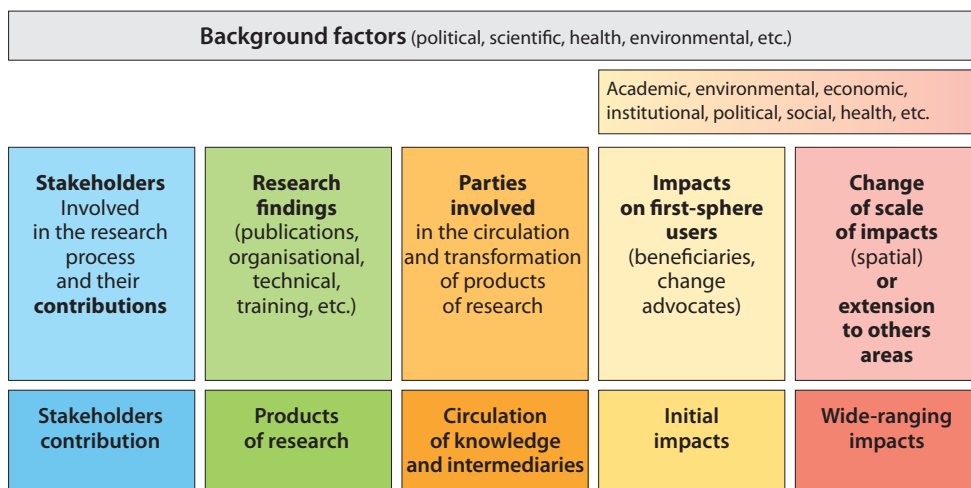 Background factors (political, scientific, health, environmental, etc.)
Academic, environmental, economic,
institutional, political, social, health, etc.
Stakeholders
Involved
in the research
process
and their
contributions
Research
findings
(publications,
organisational,
technical,
training, etc.)
Parties
involved
in the circulation
and transformation
of products
of research
Impacts
on first-sphere
users
(beneficiaries,
change
advocates)
Change
of scale
of impacts
(spatial)
or
extension
to others
areas
Stakeholders
contribution
Products
of research
Circulation
of knowledge
and intermediaries
Initial
impacts
Wide-ranging
impacts